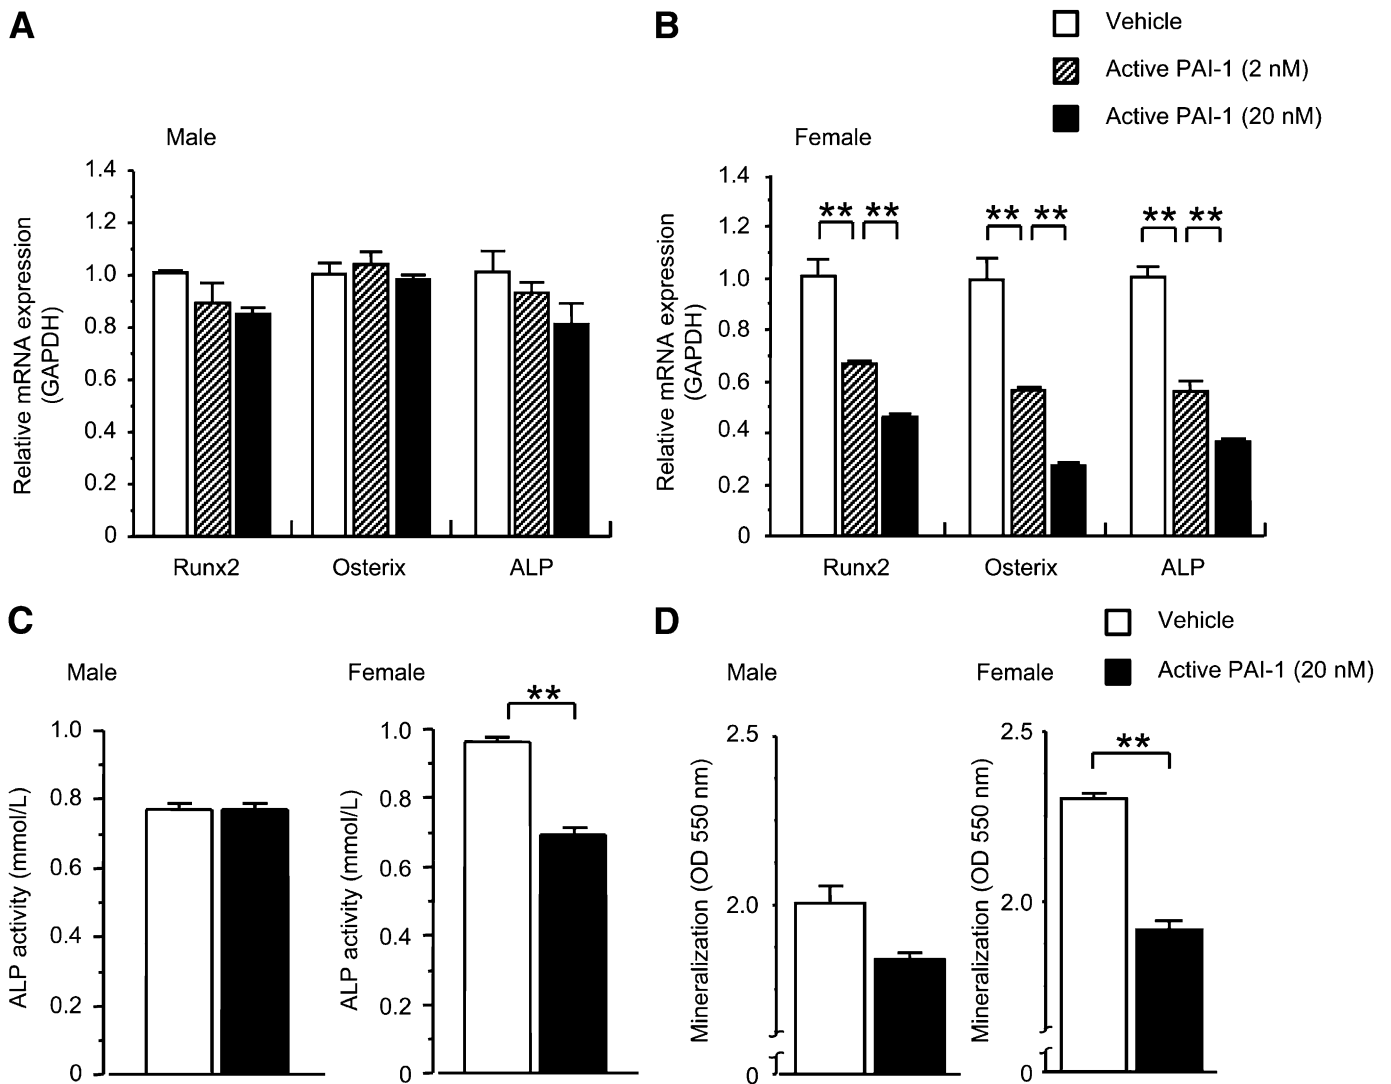 A
B
Vehicle
Active PAI-1 (2 nM)
Active PAI-1 (20 nM)
Male
Relative mRNA expression
(GAPDH)
1.4
1.2
1.0
0.8
0.6
0.4
0.2
0
Runx2 Osterix ALP
Female
Relative mRNA expression
(GAPDH)
1.4
1.2
1.0
0.8
0.6
0.4
0.2
0
** ** ** ** ** **
Runx2 Osterix ALP
C
Male
ALP activity (mmol/L)
1.0
0.8
0.6
0.4
0.2
0
Female
ALP activity (mmol/L)
1.0
0.8
0.6
0.4
0.2
0
**
D
Vehicle
Active PAI-1 (20 nM)
Male
Mineralization (OD 550 nm)
2.5
2.0
0
Female
Mineralization (OD 550 nm)
2.5
2.0
0
**